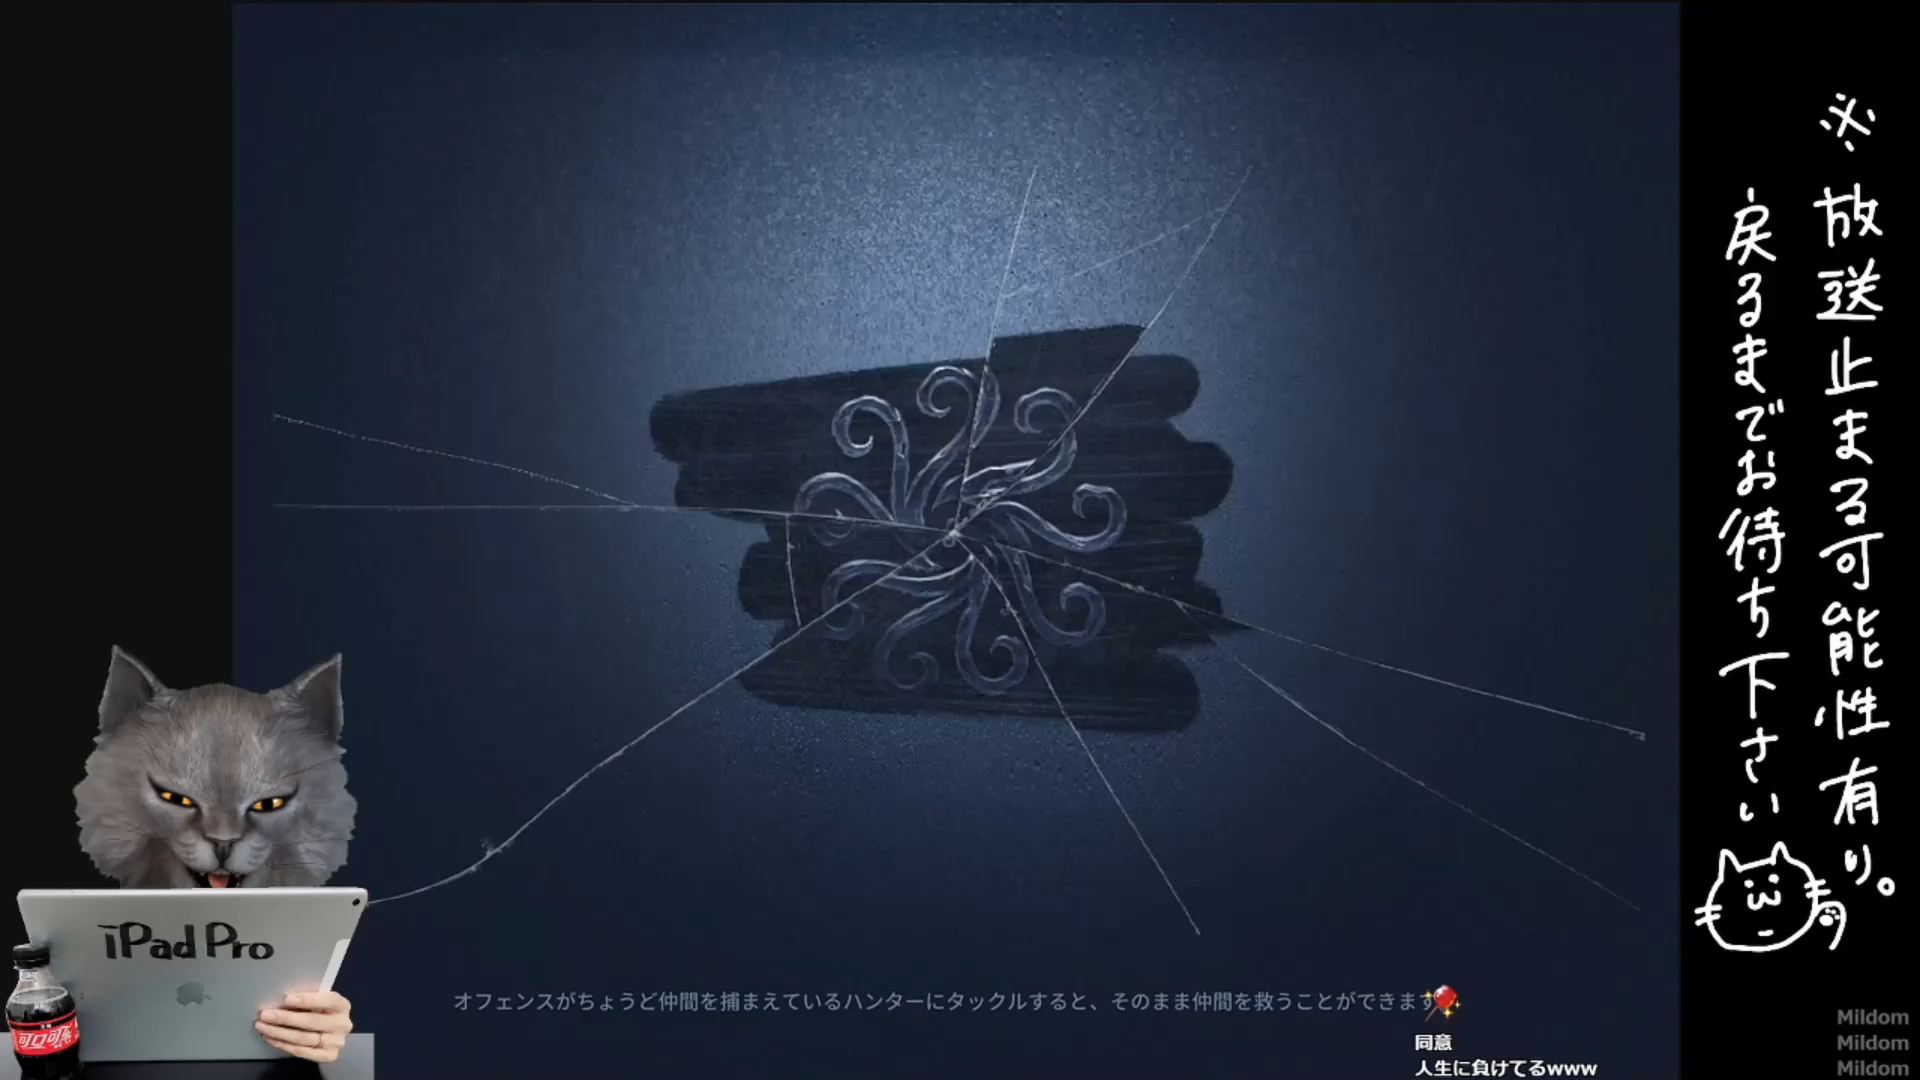 ※放送止まる可能性有り。
戻るまでお待ち下さい
iPad Pro
可口可乐
オフェンスがちょうど仲間を捕まえているハンターにタックルすると、そのまま仲間を救うことができます
同意
人生に負けてるwww
Mildom
Mildom
Mildom